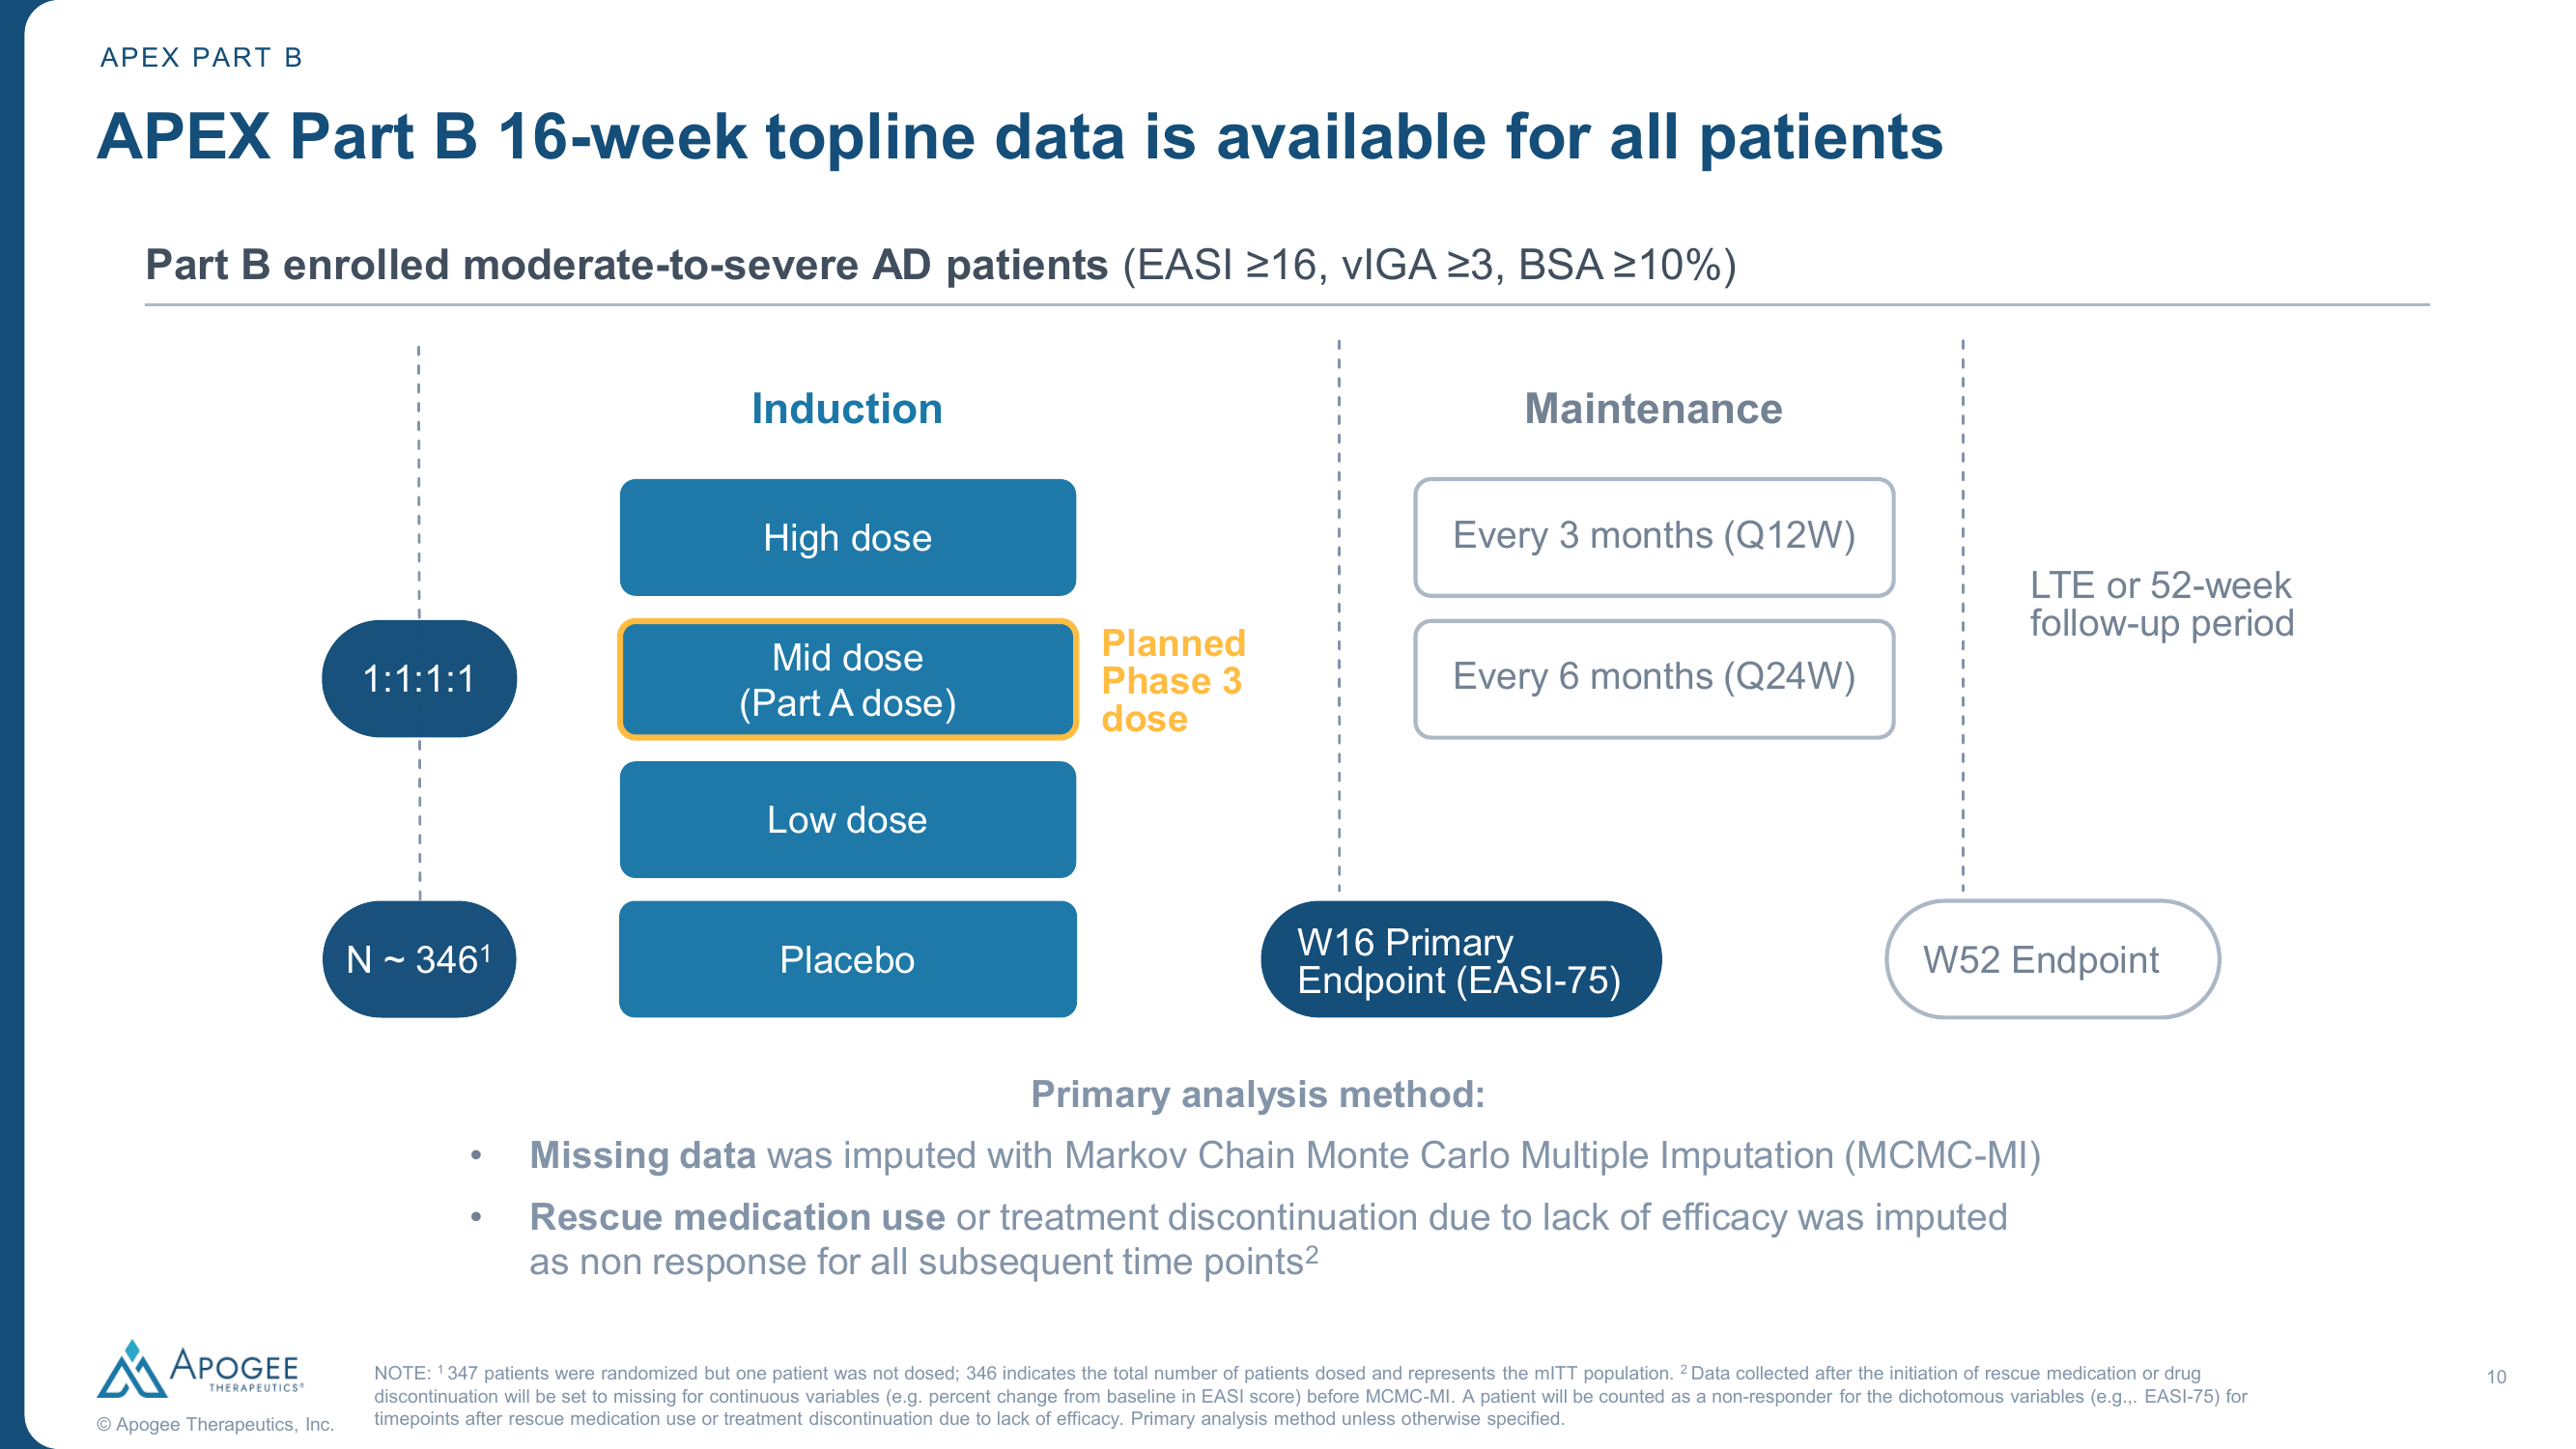 APEX PART B
APEX Part B 16-week topline data is available for all patients
Part B enrolled moderate-to-severe AD patients (EASI ≥16, vIGA ≥3, BSA ≥10%)
Induction
Maintenance
High dose
Every 3 months (Q12W)
LTE or 52-week
follow-up period
1:1:1:1
Mid dose
(Part A dose)
Planned
Phase 3
dose
Every 6 months (Q24W)
Low dose
N ~ 346¹
Placebo
W16 Primary
Endpoint (EASI-75)
W52 Endpoint
Primary analysis method:
• Missing data was imputed with Markov Chain Monte Carlo Multiple Imputation (MCMC-MI)
• Rescue medication use or treatment discontinuation due to lack of efficacy was imputed
as non response for all subsequent time points²
APOGEE
THERAPEUTICS®
© Apogee Therapeutics, Inc.
NOTE: ¹ 347 patients were randomized but one patient was not dosed; 346 indicates the total number of patients dosed and represents the mITT population. ² Data collected after the initiation of rescue medication or drug
discontinuation will be set to missing for continuous variables (e.g. percent change from baseline in EASI score) before MCMC-MI. A patient will be counted as a non-responder for the dichotomous variables (e.g.,. EASI-75) for
timepoints after rescue medication use or treatment discontinuation due to lack of efficacy. Primary analysis method unless otherwise specified.
10